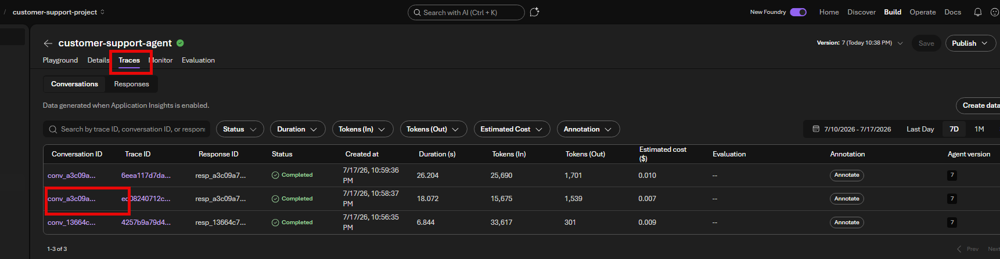 / customer-support-project
Search with AI (Ctrl + K)
New Foundry Home Discover Build Operate Docs
customer-support-agent
Version: 7 (Today 10:38 PM) Save Publish
Playground Details Traces Monitor Evaluation
Conversations Responses
Data generated when Application Insights is enabled.
Create data
Search by trace ID, conversation ID, or respon Status Duration Tokens (In) Tokens (Out) Estimated Cost Annotation 7/10/2026 - 7/17/2026 Last Day 7D 1M
Conversation ID Trace ID Response ID Status Created at Duration (s) Tokens (In) Tokens (Out) Estimated cost ($) Evaluation Annotation Agent version
conv_a3c09a... 6eea117d7da... resp_a3c09a7... Completed 7/17/26, 10:59:36 PM 26.204 25,690 1,701 0.010 -- Annotate 7
conv_a3c09a... ed08240712c... resp_a3c09a7... Completed 7/17/26, 10:58:37 PM 18.072 15,675 1,539 0.007 -- Annotate 7
conv_13664c... 4257b9a79d4... resp_13664c7... Completed 7/17/26, 10:56:35 PM 6.844 33,617 301 0.009 -- Annotate 7
1-3 of 3
Prev Next